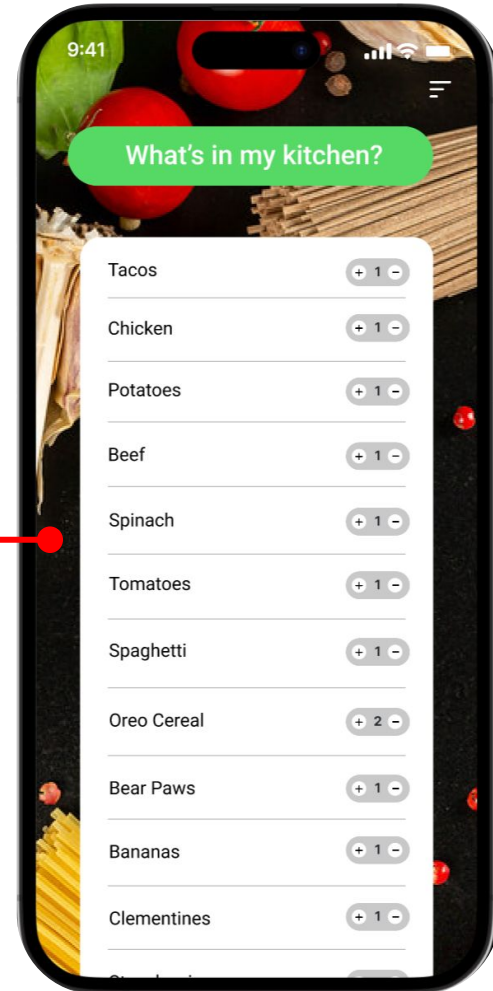 9:41
What's in my kitchen?
Tacos + 1 −
Chicken + 1 −
Potatoes + 1 −
Beef + 1 −
Spinach + 1 −
Tomatoes + 1 −
Spaghetti + 1 −
Oreo Cereal + 2 −
Bear Paws + 1 −
Bananas + 1 −
Clementines + 1 −